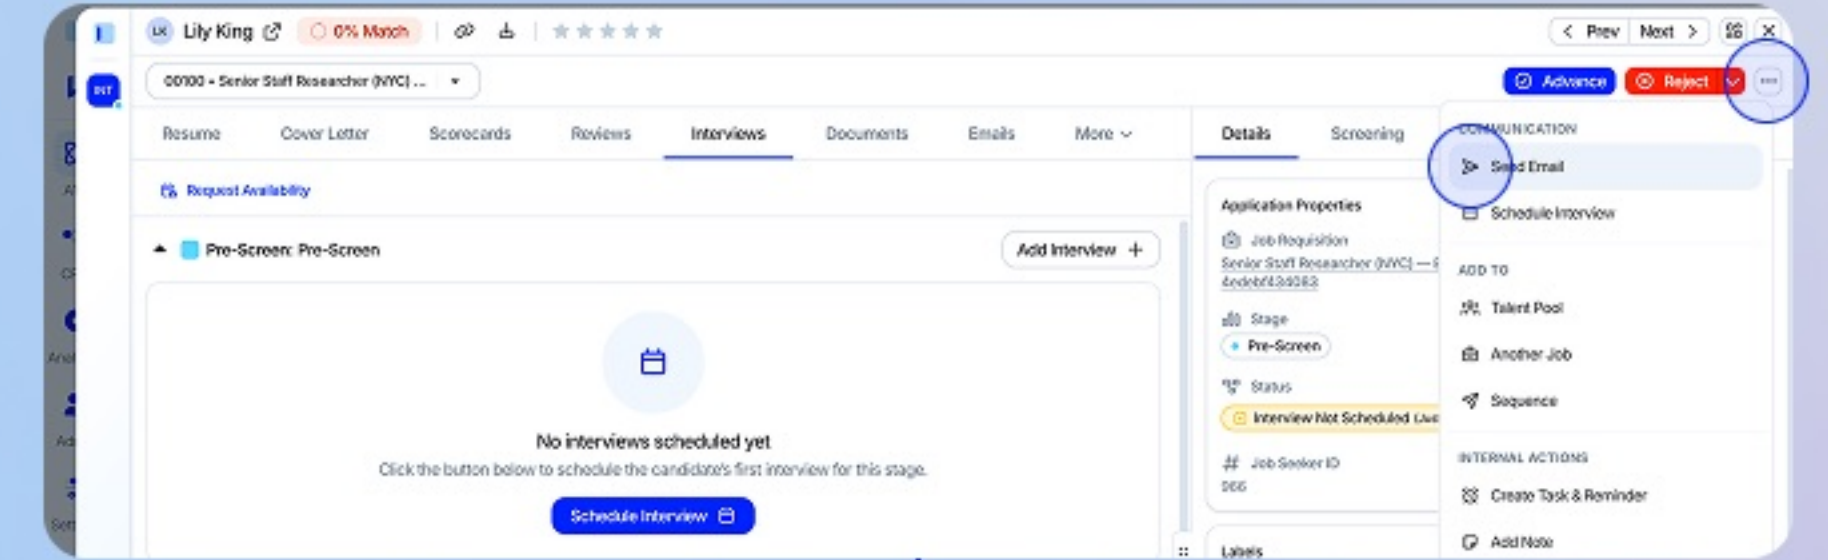 LK Lily King 0% Match
Prev Next
INT
00100 - Senior Staff Researcher (NYC) ...
Advance Reject
Resume Cover Letter Scorecards Reviews Interviews Documents Emails More
Details Screening
Request Availability
Pre-Screen: Pre-Screen
Add Interview +
No interviews scheduled yet
Click the button below to schedule the candidate's first interview for this stage.
Schedule Interview
Application Properties
Job Requisition
Senior Staff Researcher (NYC) —
Stage
Pre-Screen
Status
Interview Not Scheduled
# Job Seeker ID
966
Labels
COMMUNICATION
Send Email
Schedule Interview
ADD TO
Talent Pool
Another Job
Sequence
INTERNAL ACTIONS
Create Task & Reminder
Add Note